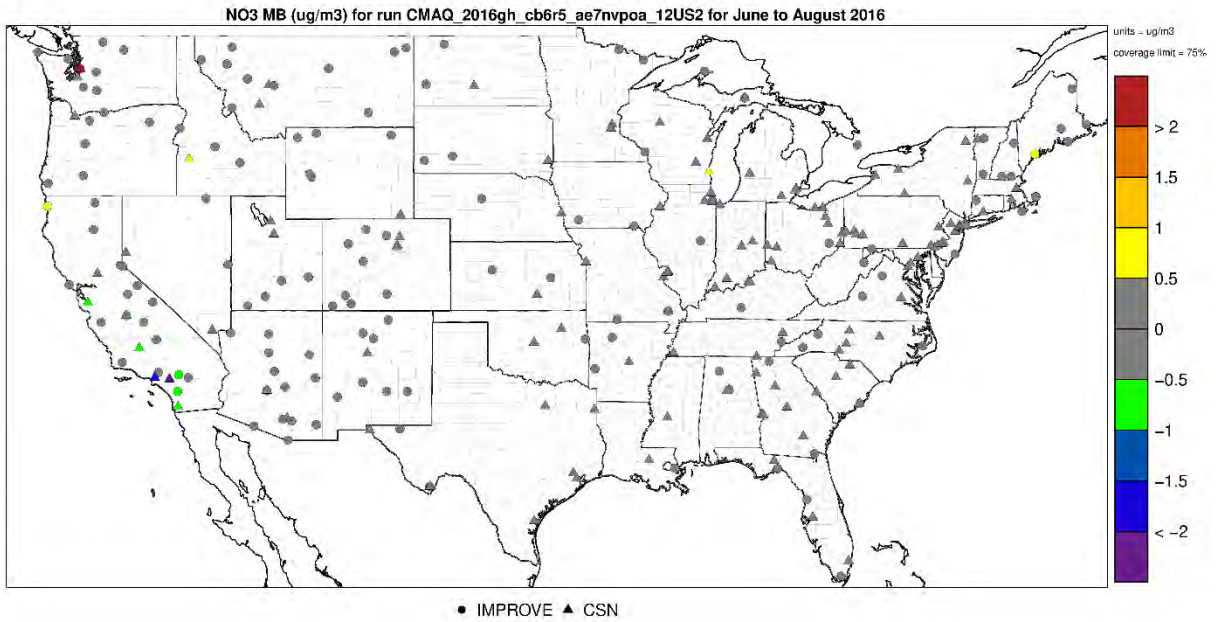 NO3 MB (ug/m3) for run CMAQ_2016gh_cb6r5_ae7nvpoa_12US2 for June to August 2016
units = ug/m3
coverage limit = 75%
> 2
1.5
1
0.5
0
−0.5
−1
−1.5
< −2
● IMPROVE ▲ CSN